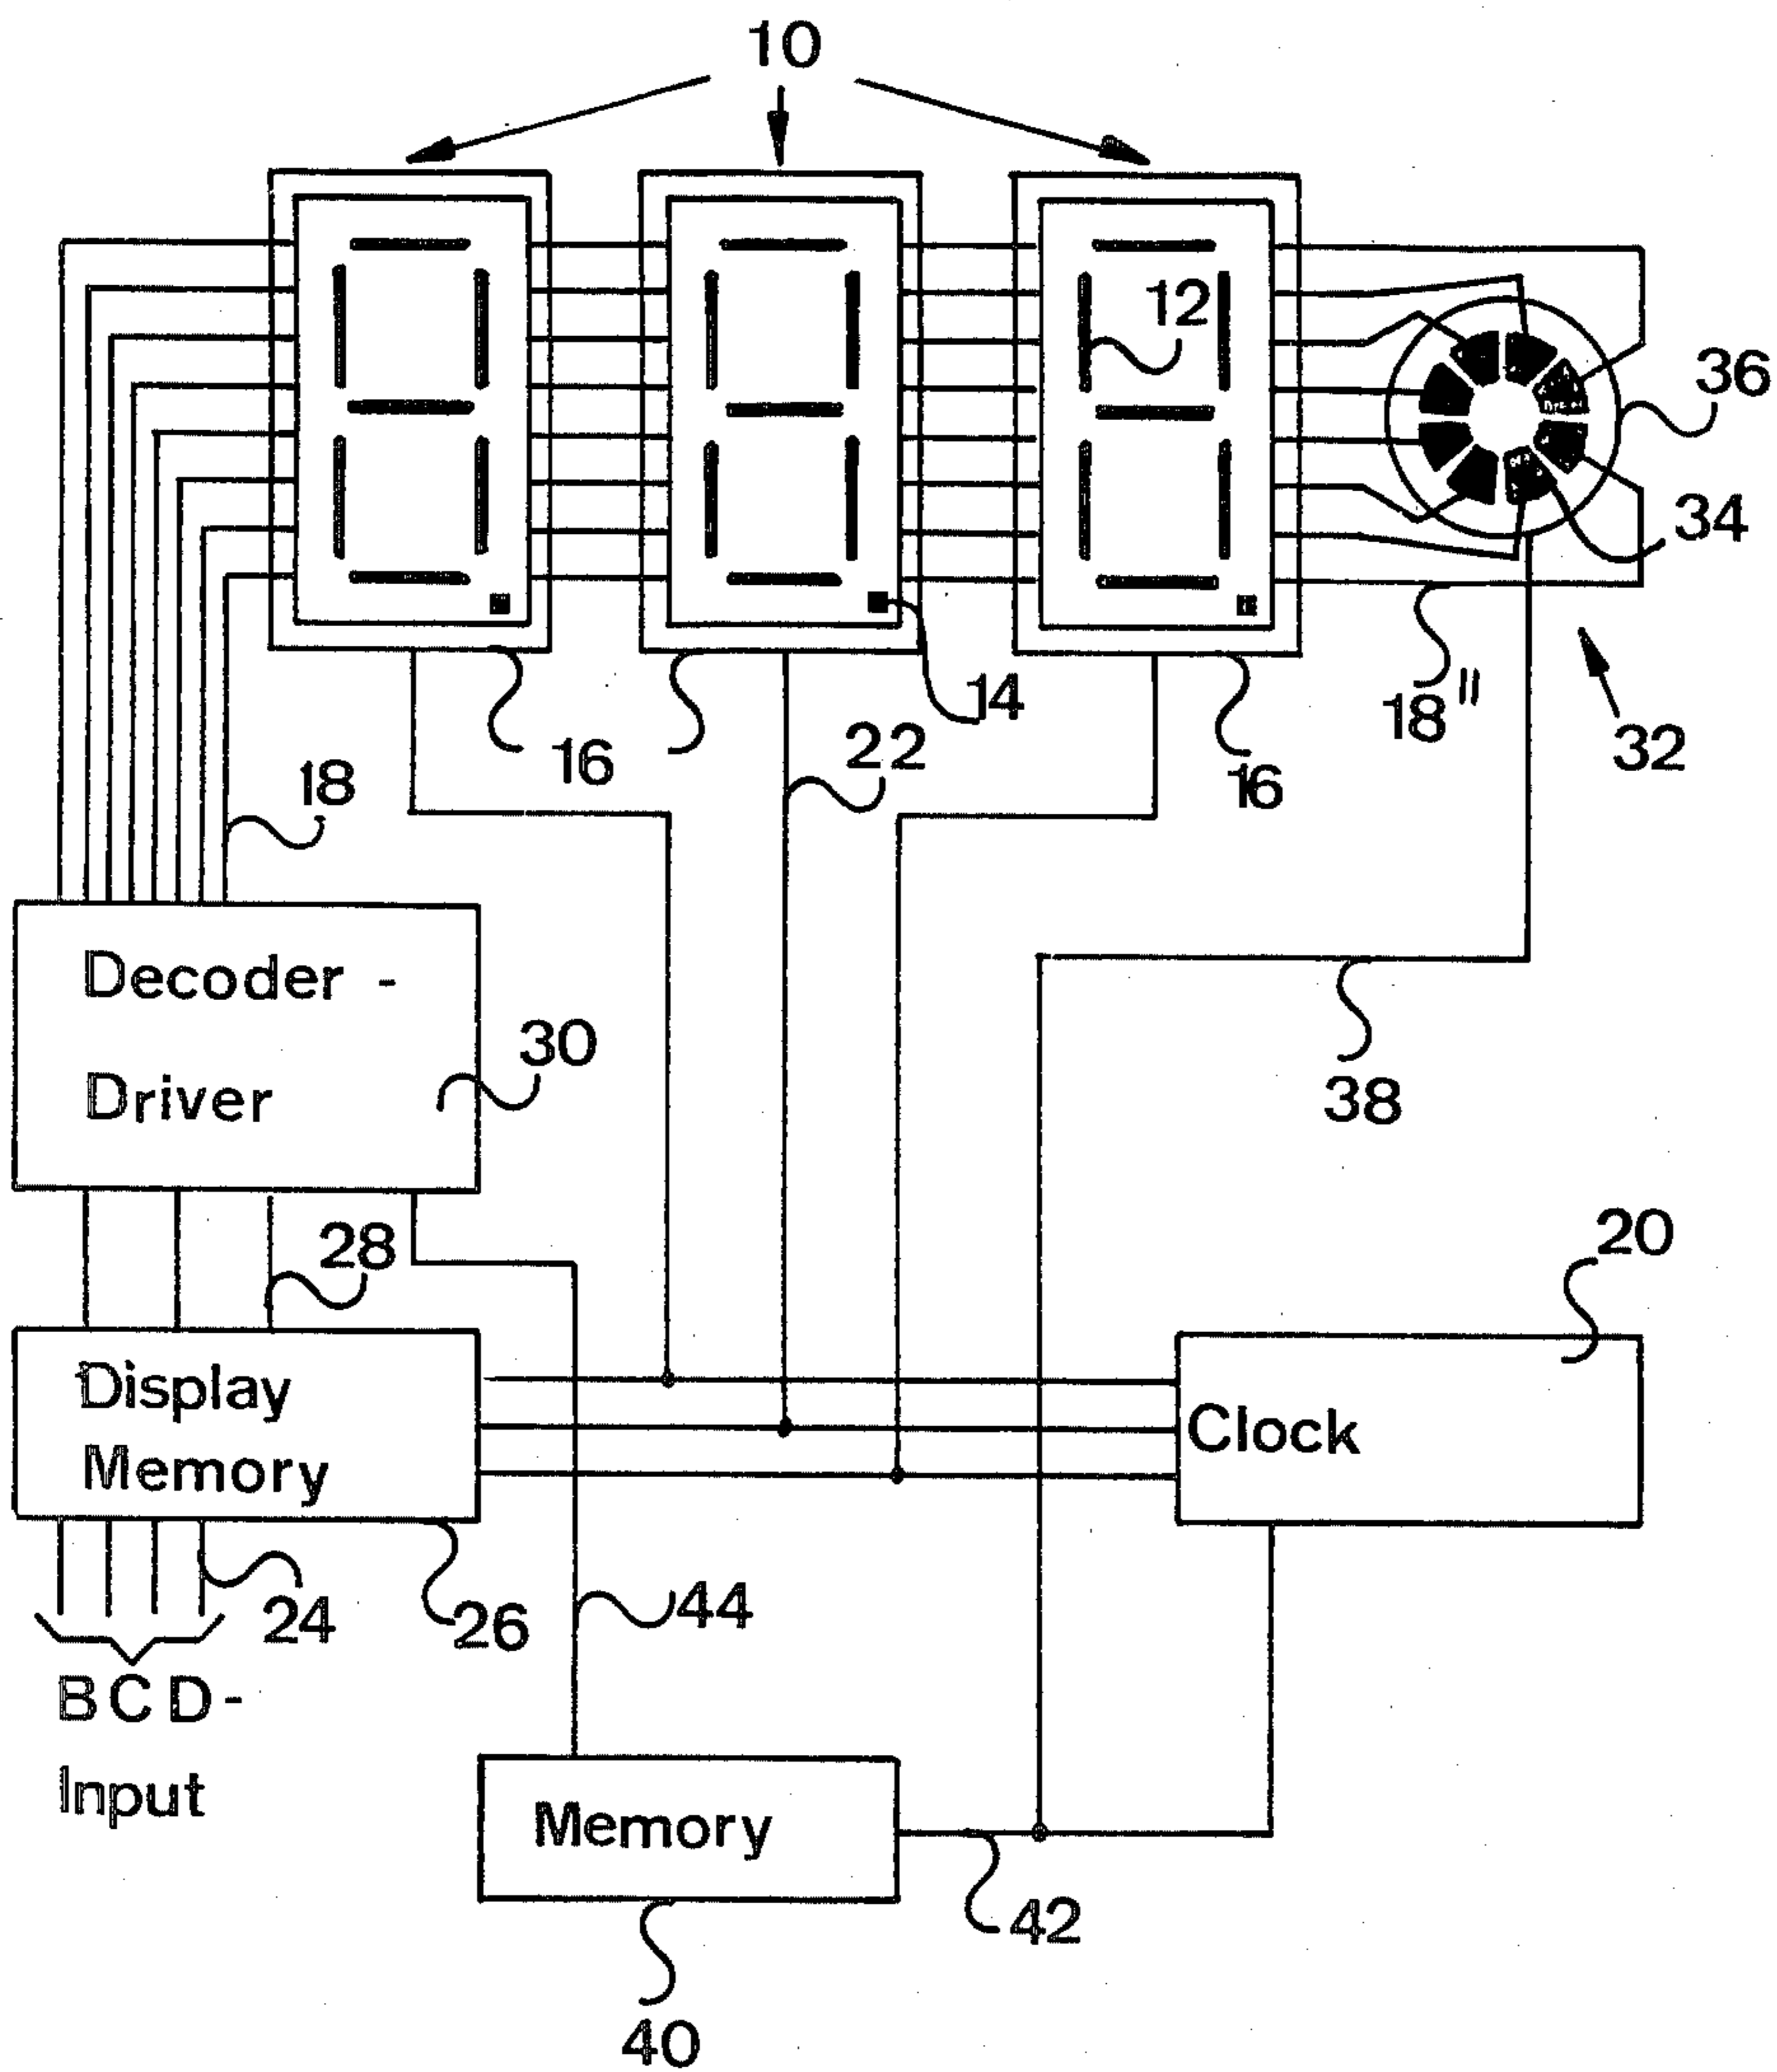 10
12
36
34
14
16
22
18"
32
16
18
Decoder -
Driver
30
38
28
20
Display
Memory
Clock
24
26
44
BCD-
Input
Memory
42
40